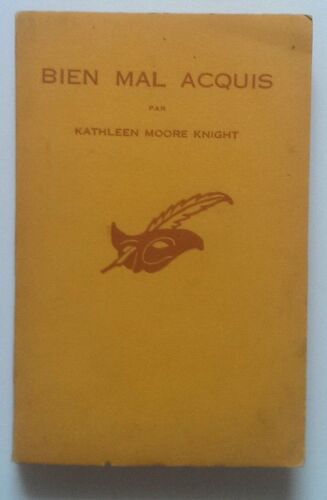 BIEN MAL ACQUIS
PAR
KATHLEEN MOORE KNIGHT